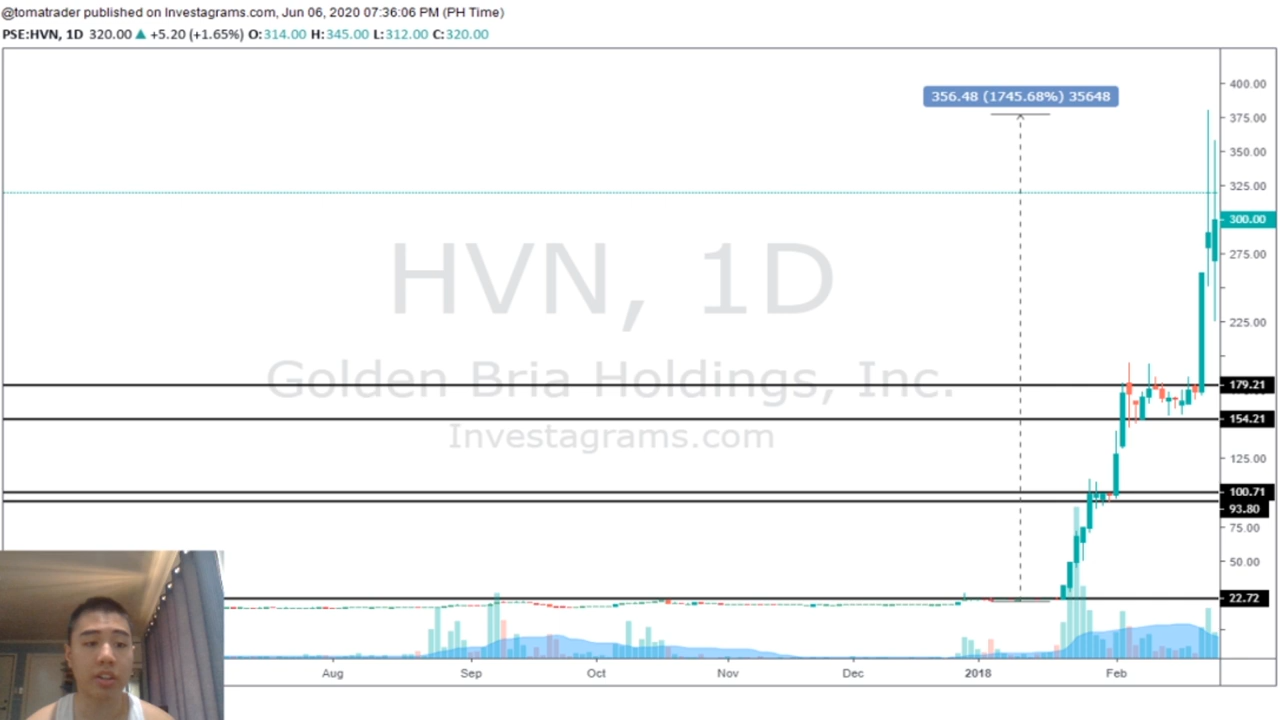 @tomatrader published on Investagrams.com, Jun 06, 2020 07:36:06 PM (PH Time)
PSE:HVN, 1D 320.00 ▲ +5.20 (+1.65%) O:314.00 H:345.00 L:312.00 C:320.00
356.48 (1745.68%) 35648
HVN, 1D
Golden Bria Holdings, Inc.
Investagrams.com
400.00
375.00
350.00
325.00
300.00
275.00
225.00
179.21
154.21
125.00
100.71
93.80
75.00
50.00
22.72
Aug Sep Oct Nov Dec 2018 Feb